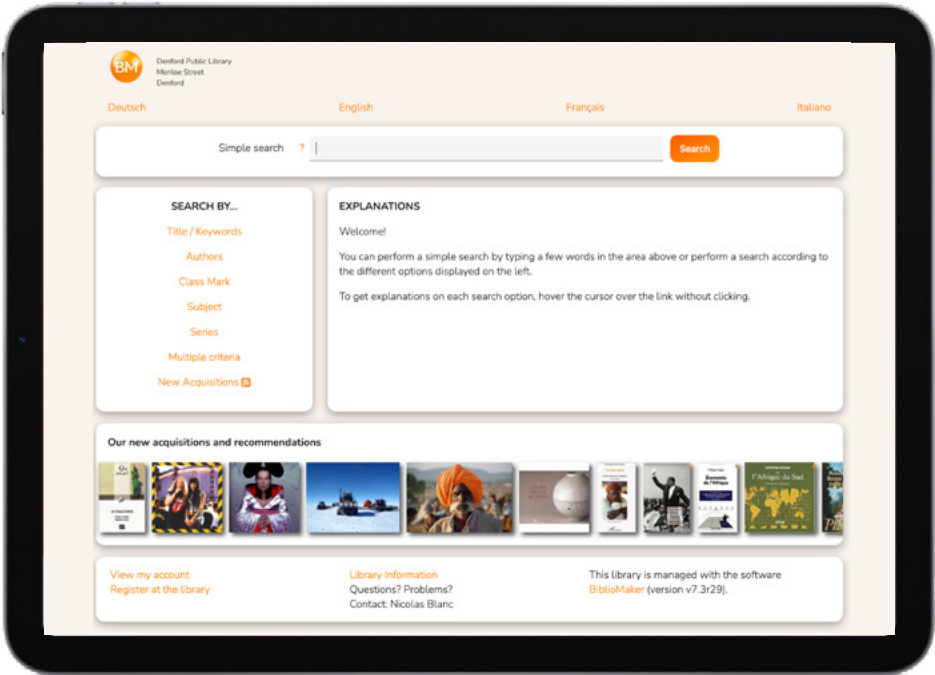 BM
Denford Public Library
Menlae Street
Denford
Deutsch English Français Italiano
Simple search ? Search
SEARCH BY...
Title / Keywords
Authors
Class Mark
Subject
Series
Multiple criteria
New Acquisitions
EXPLANATIONS
Welcome!
You can perform a simple search by typing a few words in the area above or perform a search according to
the different options displayed on the left.
To get explanations on each search option, hover the cursor over the link without clicking.
Our new acquisitions and recommendations
Économie
de l'Afrique
l'Afrique du Sud
View my account
Register at the library
Library Information
Questions? Problems?
Contact: Nicolas Blanc
This library is managed with the software
BiblioMaker (version v7.3r29).